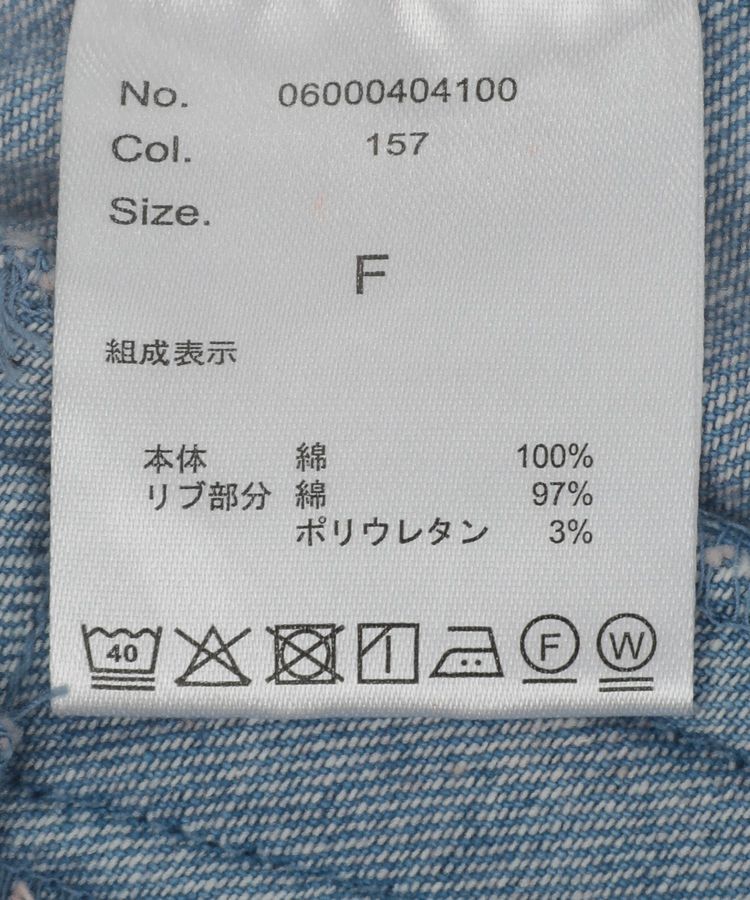 No. 06000404100
Col. 157
Size.
F
組成表示
本体 綿 100%
リブ部分 綿 97%
ポリウレタン 3%
40 F W